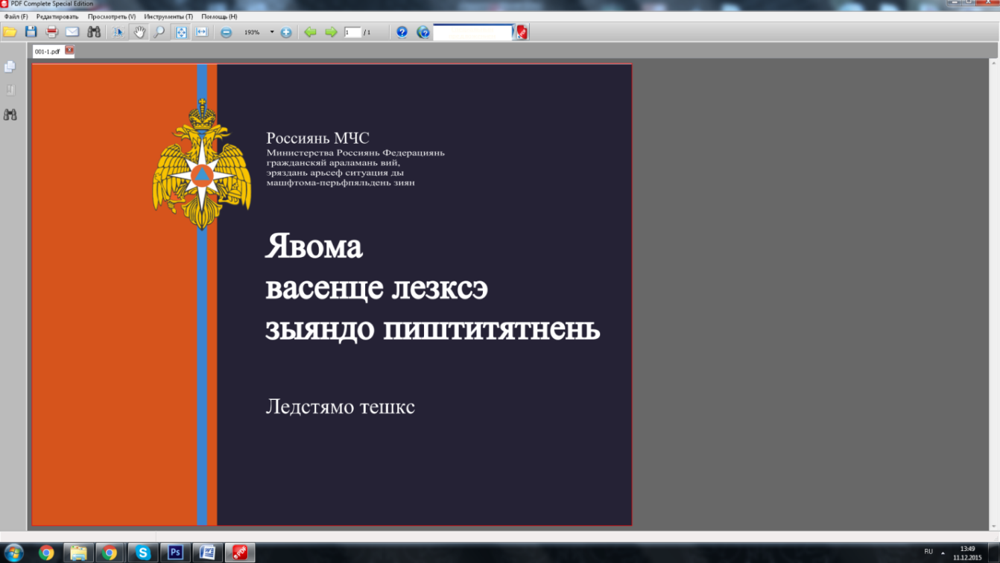 PDF Complete Special Edition
Файл (F) Редактировать Просмотреть (V) Инструменты (T) Помощь (H)
193% 1 / 1
001-1.pdf
Россиянь МЧС
Министерства Россиянь Федерациянь
гражданскяй араламань вий,
эряздань арьсеф ситуация ды
машфтома-перьфпяльдень зиян
Явома
васенце лезксэ
зыяндо пиштитятнень
Ледстямо тешкс
RU 13:49
11.12.2015